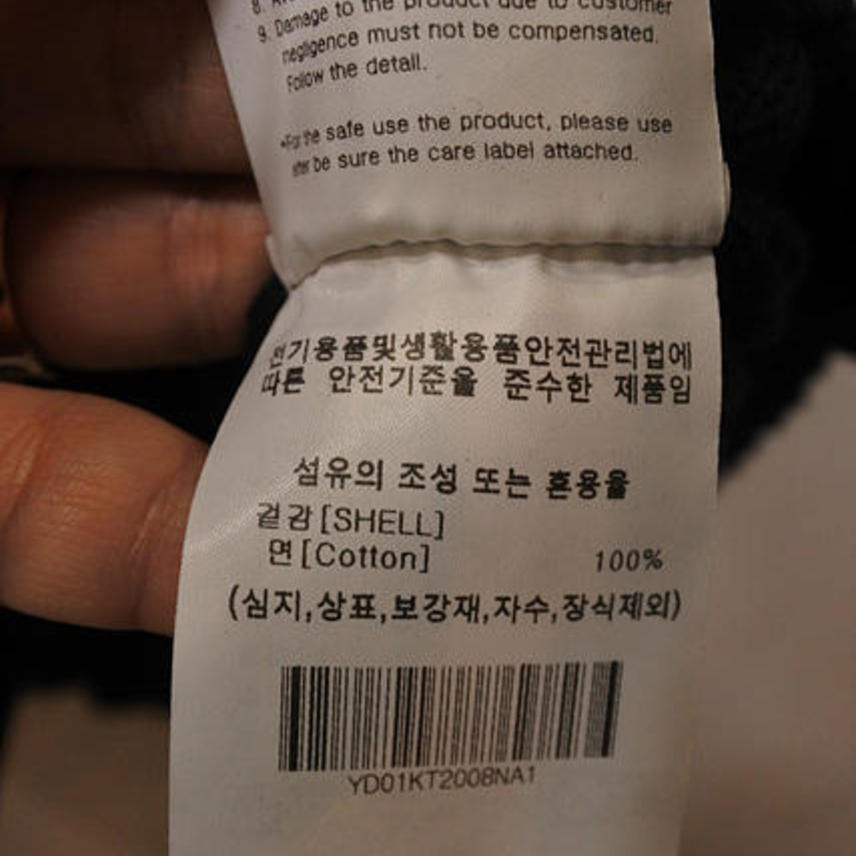 9. Damage to the product due to customer
negligence must not be compensated.
Follow the detail.
•For the safe use the product, please use
after be sure the care label attached.
전기용품및생활용품안전관리법에
따른 안전기준을 준수한 제품임
섬유의 조성 또는 혼용율
겉감[SHELL]
면[Cotton] 100%
(심지,상표,보강재,자수,장식제외)
YD01KT2008NA1